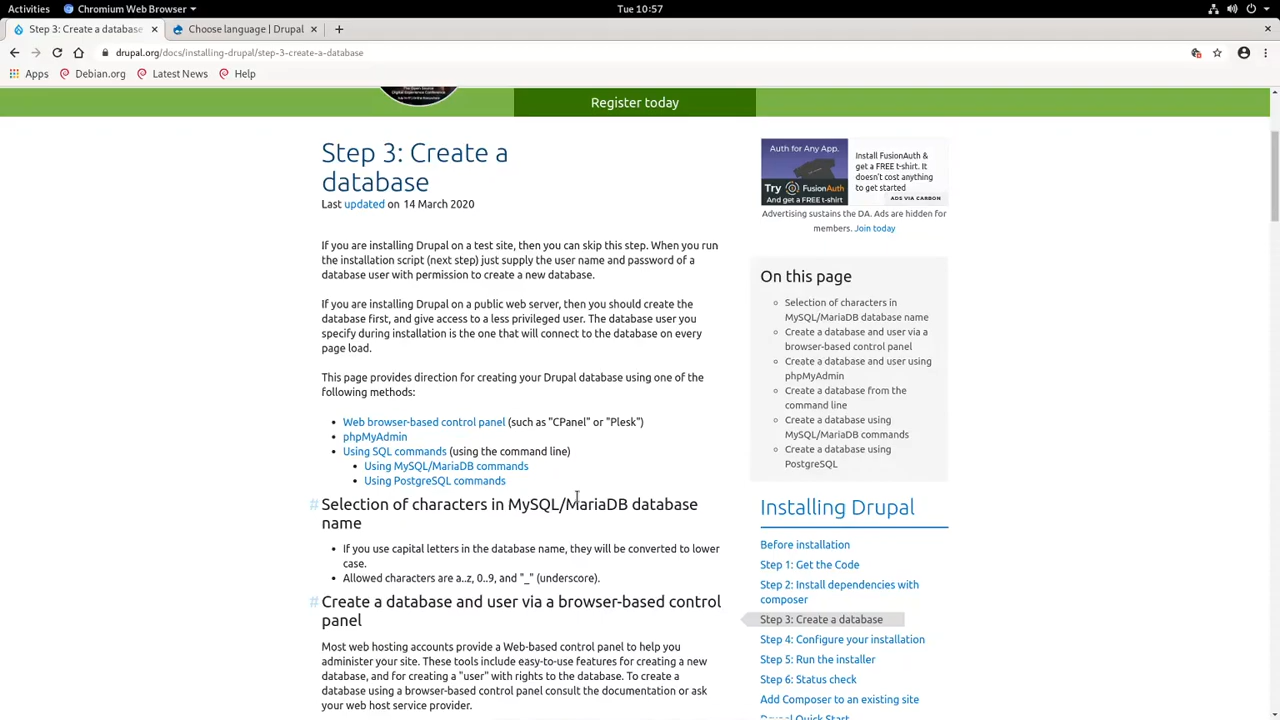 Activities
Chromium Web Browser
Tue 10:57
Step 3: Create a database
Choose language | Drupal
drupal.org/docs/installing-drupal/step-3-create-a-database
Apps
Debian.org
Latest News
Help
Register today
Step 3: Create a
database
Last updated on 14 March 2020
If you are installing Drupal on a test site, then you can skip this step. When you run
the installation script (next step) just supply the user name and password of a
database user with permission to create a new database.
If you are installing Drupal on a public web server, then you should create the
database first, and give access to a less privileged user. The database user you
specify during installation is the one that will connect to the database on every
page load.
This page provides direction for creating your Drupal database using one of the
following methods:
Web browser-based control panel (such as "CPanel" or "Plesk")
phpMyAdmin
Using SQL commands (using the command line)
Using MySQL/MariaDB commands
Using PostgreSQL commands
# Selection of characters in MySQL/MariaDB database
name
If you use capital letters in the database name, they will be converted to lower
case.
Allowed characters are a..z, 0..9, and "_" (underscore).
# Create a database and user via a browser-based control
panel
Most web hosting accounts provide a Web-based control panel to help you
administer your site. These tools include easy-to-use features for creating a new
database, and for creating a "user" with rights to the database. To create a
database using a browser-based control panel consult the documentation or ask
your web host service provider.
Auth for Any App.
Try FusionAuth
And get a FREE t-shirt
Install FusionAuth &
get a FREE t-shirt. It
doesn't cost anything
to get started
ADS VIA CARBON
Advertising sustains the DA. Ads are hidden for
members. Join today
On this page
Selection of characters in
MySQL/MariaDB database name
Create a database and user via a
browser-based control panel
Create a database and user using
phpMyAdmin
Create a database from the
command line
Create a database using
MySQL/MariaDB commands
Create a database using
PostgreSQL
Installing Drupal
Before installation
Step 1: Get the Code
Step 2: Install dependencies with
composer
Step 3: Create a database
Step 4: Configure your installation
Step 5: Run the installer
Step 6: Status check
Add Composer to an existing site
Drupal Quick Start